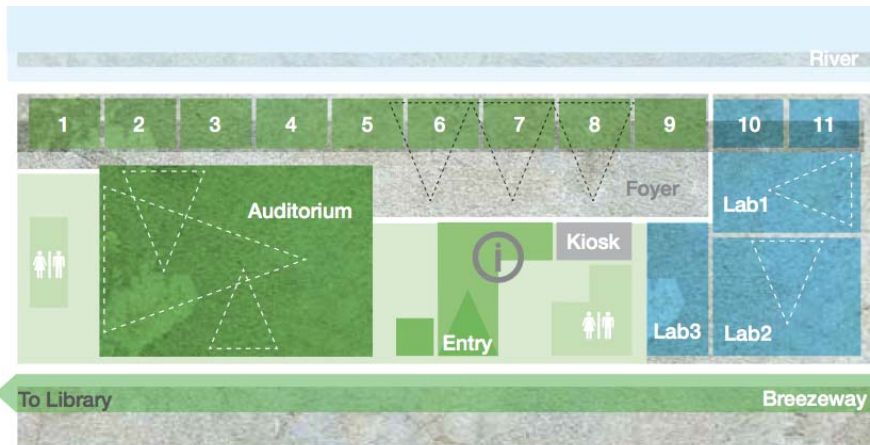 River
1 2 3 4 5 6 7 8 9 10 11
Foyer
Auditorium
Lab1
i
Kiosk
Entry
Lab3
Lab2
To Library
Breezeway